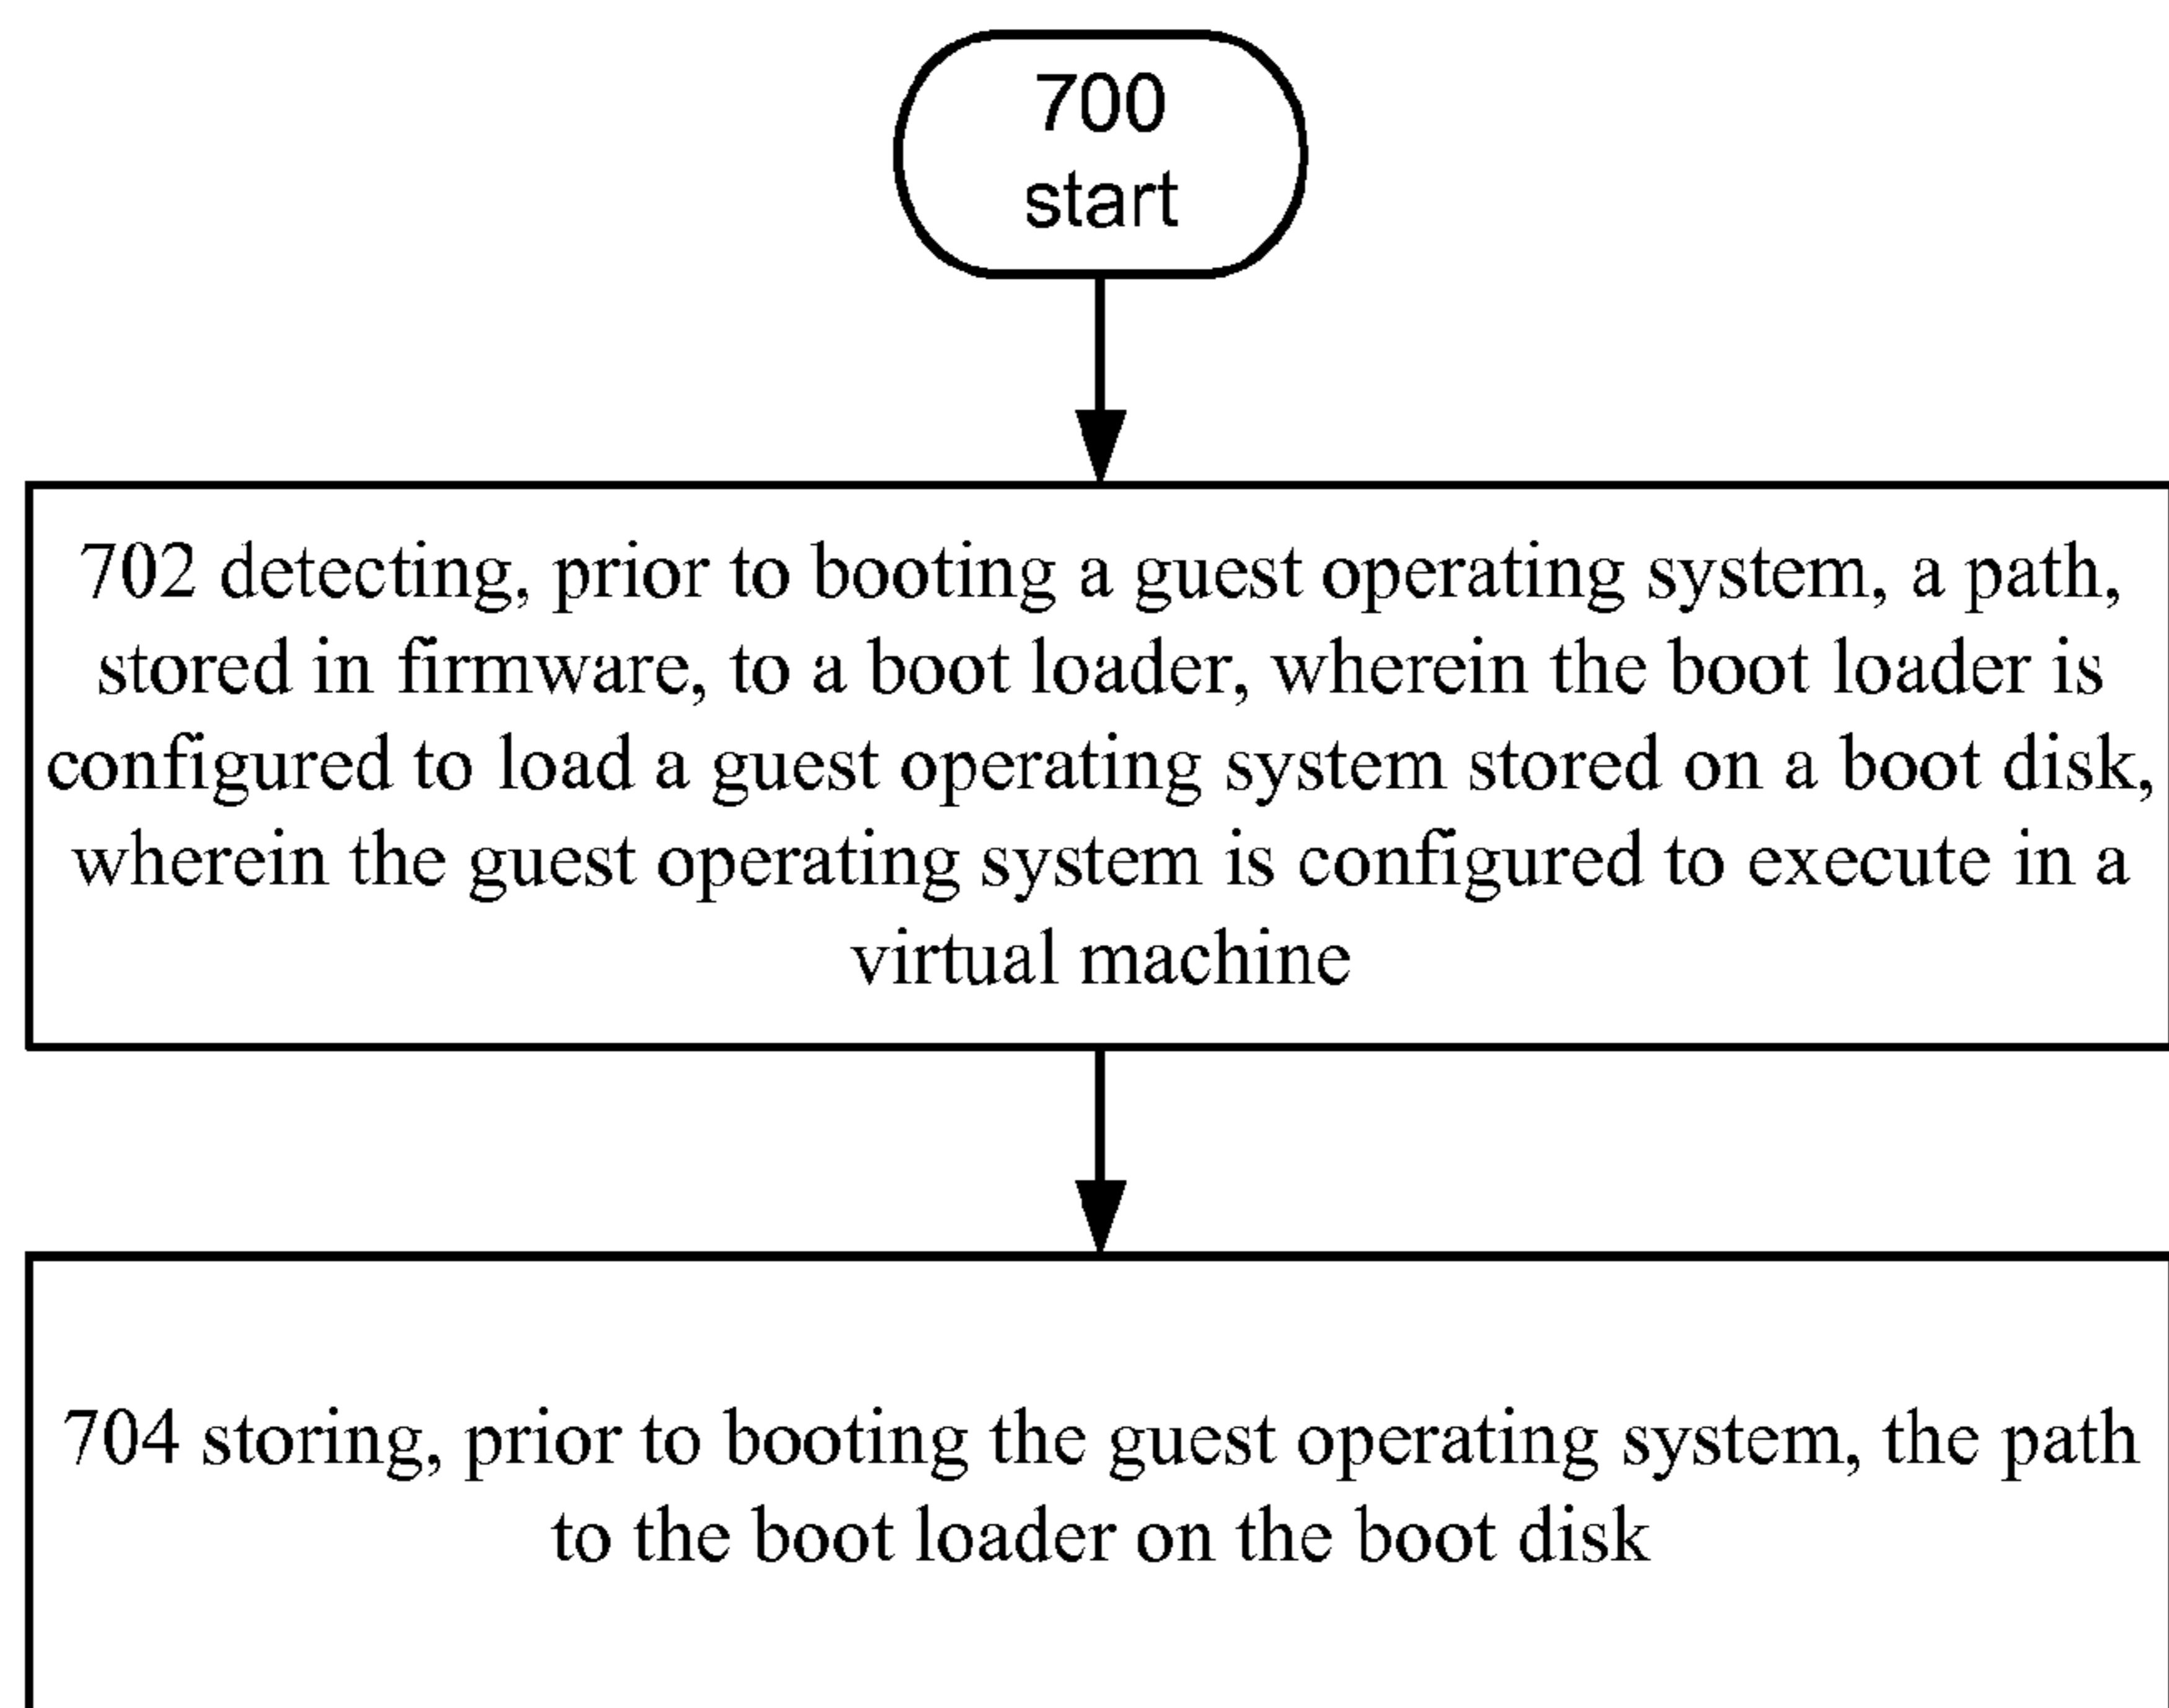 700
start
702 detecting, prior to booting a guest operating system, a path,
stored in firmware, to a boot loader, wherein the boot loader is
configured to load a guest operating system stored on a boot disk,
wherein the guest operating system is configured to execute in a
virtual machine
704 storing, prior to booting the guest operating system, the path
to the boot loader on the boot disk